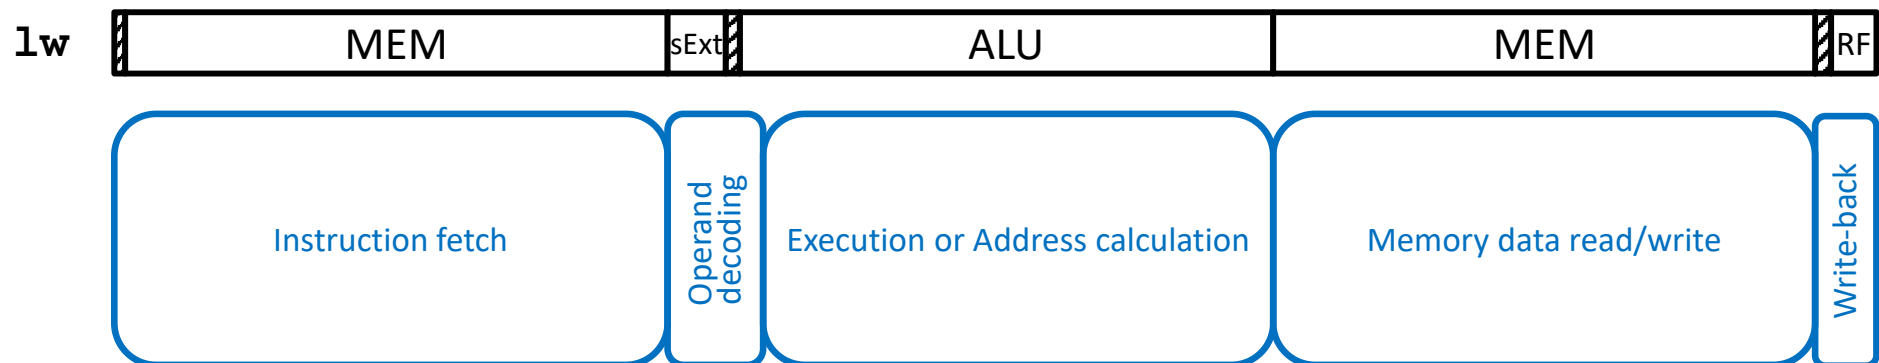 lw
MEM
sExt
ALU
MEM
RF
Instruction fetch
Operand
decoding
Execution or Address calculation
Memory data read/write
Write-back